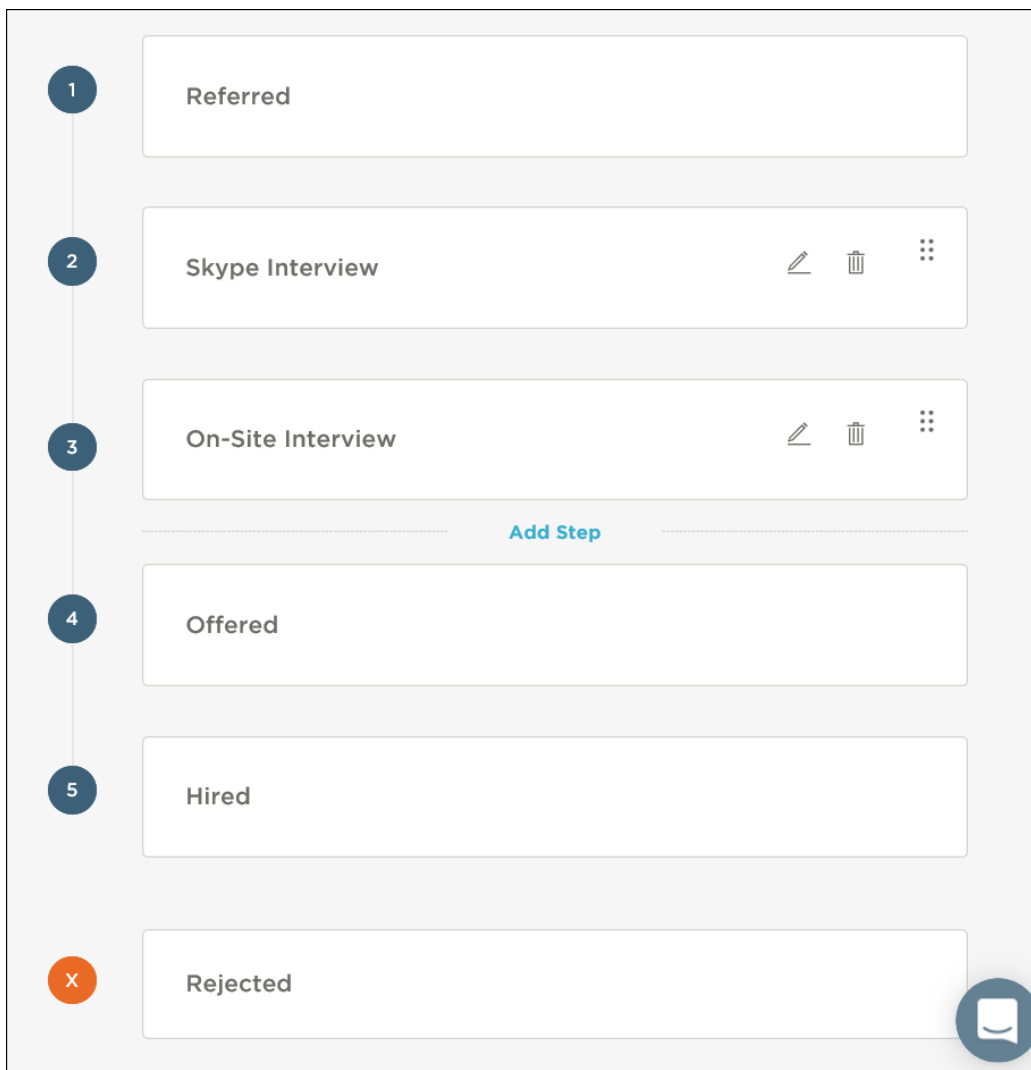 1
Referred
2
Skype Interview
3
On-Site Interview
Add Step
4
Offered
5
Hired
X
Rejected